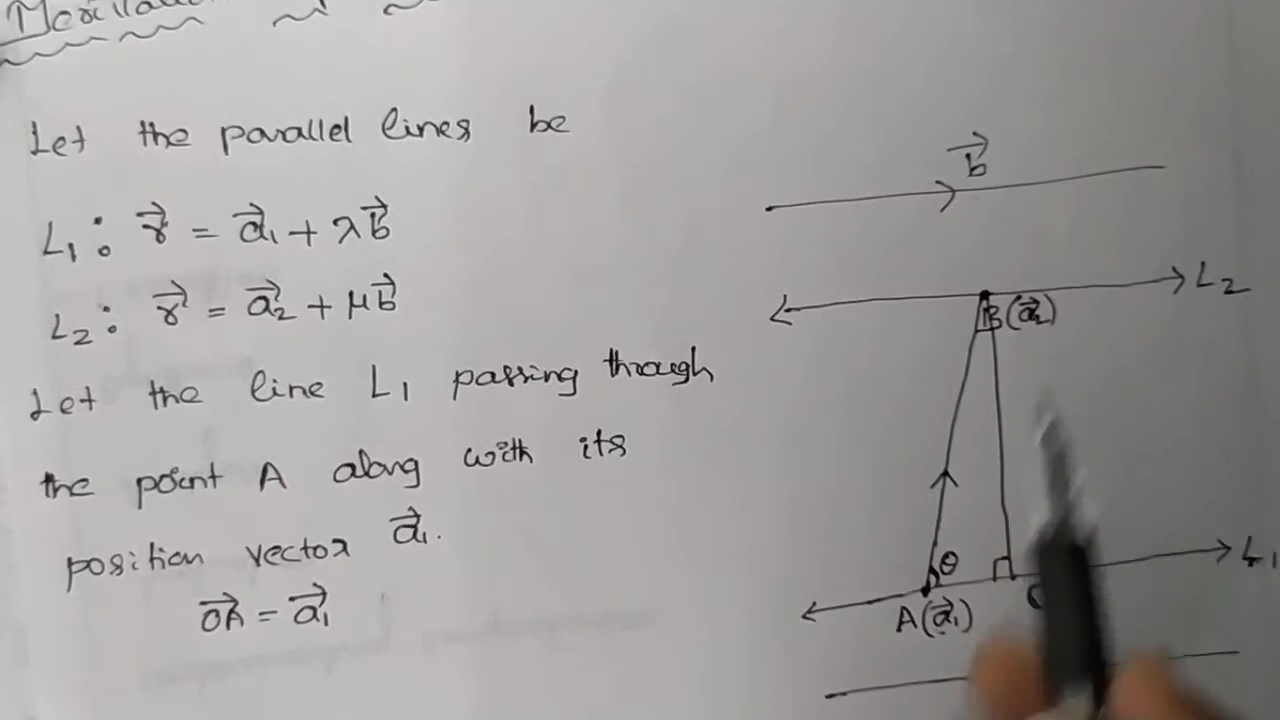 Let the parallel lines be
L₁: r⃗ = a⃗₁ + λb⃗
L₂: r⃗ = a⃗₂ + μb⃗
Let the line L₁ passing through
the point A along with its
position vector a⃗₁.
O⃗A⃗ = a⃗₁
b⃗
L₂
B(a⃗₂)
θ
L₁
A(a⃗₁)